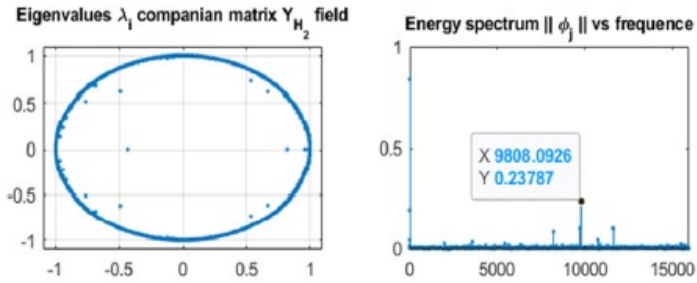 Eigenvalues λi companian matrix YH2 field
1
0.5
0
-0.5
-1
-1 -0.5 0 0.5 1
Energy spectrum || ϕj || vs frequence
1
0.5
0
X 9808.0926
Y 0.23787
0 5000 10000 15000